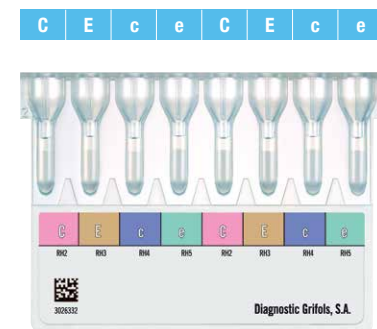 C E c e C E c e
C E c e C E c e
RH2 RH3 RH4 RH5 RH2 RH3 RH4 RH5
3026332
Diagnostic Grifols, S.A.